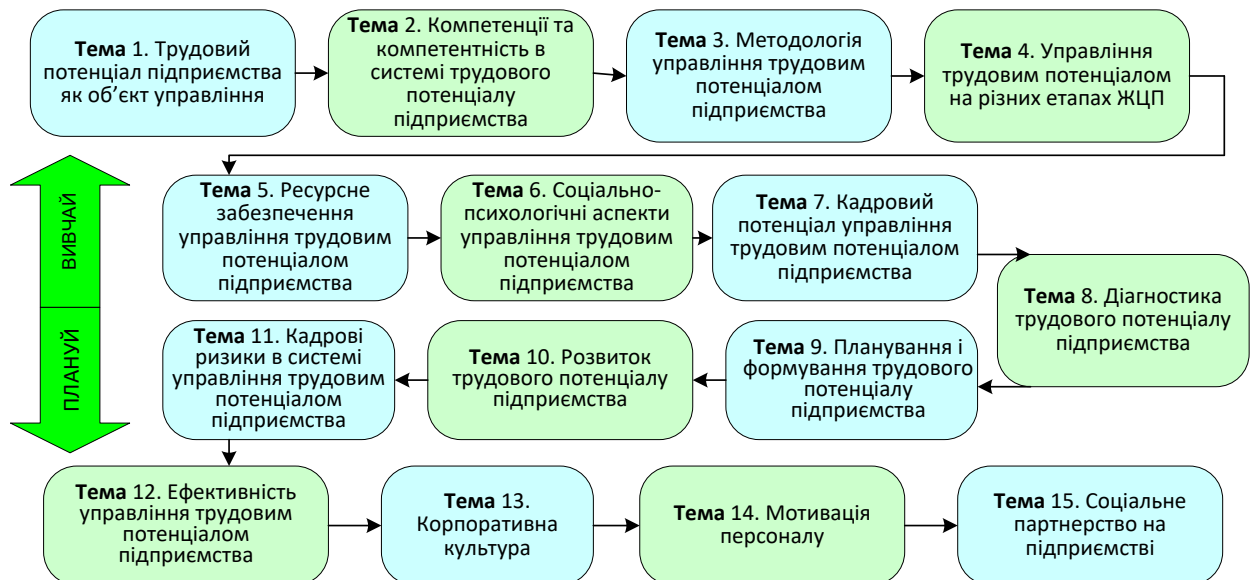 Тема 1. Трудовий
потенціал підприємства
як об’єкт управління
Тема 2. Компетенції та
компетентність в
системі трудового
потенціалу
підприємства
Тема 3. Методологія
управління трудовим
потенціалом
підприємства
Тема 4. Управління
трудовим потенціалом
на різних етапах ЖЦП
ВИВЧАЙ
ПЛАНУЙ
Тема 5. Ресурсне
забезпечення
управління трудовим
потенціалом
підприємства
Тема 6. Соціально-
психологічні аспекти
управління трудовим
потенціалом
підприємства
Тема 7. Кадровий
потенціал управління
трудовим потенціалом
підприємства
Тема 8. Діагностика
трудового потенціалу
підприємства
Тема 9. Планування і
формування трудового
потенціалу
підприємства
Тема 10. Розвиток
трудового потенціалу
підприємства
Тема 11. Кадрові
ризики в системі
управління трудовим
потенціалом
підприємства
Тема 12. Ефективність
управління трудовим
потенціалом
підприємства
Тема 13.
Корпоративна
культура
Тема 14. Мотивація
персоналу
Тема 15. Соціальне
партнерство на
підприємстві